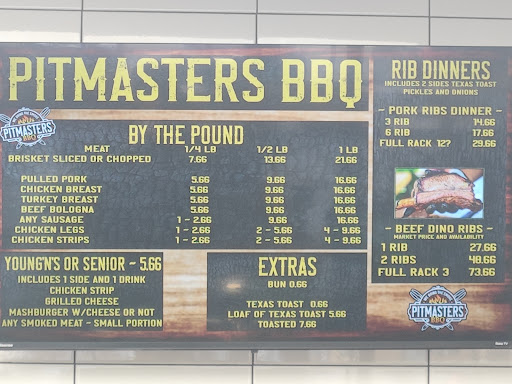 PITMASTERS BBQ
PITMASTERS
BBQ
BY THE POUND
MEAT 1/4 LB 1/2 LB 1 LB
BRISKET SLICED OR CHOPPED 7.66 13.66 21.66
PULLED PORK 5.66 9.66 16.66
CHICKEN BREAST 5.66 9.66 16.66
TURKEY BREAST 5.66 9.66 16.66
BEEF BOLOGNA 5.66 9.66 16.66
ANY SAUSAGE 1 - 2.66 9.66 16.66
CHICKEN LEGS 1 - 2.66 2 - 5.66 4 - 9.66
CHICKEN STRIPS 1 - 2.66 2 - 5.66 4 - 9.66
YOUNG'NS OR SENIOR - 5.66
INCLUDES 1 SIDE AND 1 DRINK
CHICKEN STRIP
GRILLED CHEESE
MASHBURGER W/CHEESE OR NOT
ANY SMOKED MEAT - SMALL PORTION
EXTRAS
BUN 0.66
TEXAS TOAST 0.66
LOAF OF TEXAS TOAST 5.66
TOASTED 7.66
RIB DINNERS
INCLUDES 2 SIDES TEXAS TOAST
PICKLES AND ONIONS
- PORK RIBS DINNER -
3 RIB 14.66
6 RIB 17.66
FULL RACK 12? 29.66
- BEEF DINO RIBS -
MARKET PRICE AND AVAILABILITY
1 RIB 27.66
2 RIBS 48.66
FULL RACK 3 73.66
PITMASTERS
BBQ